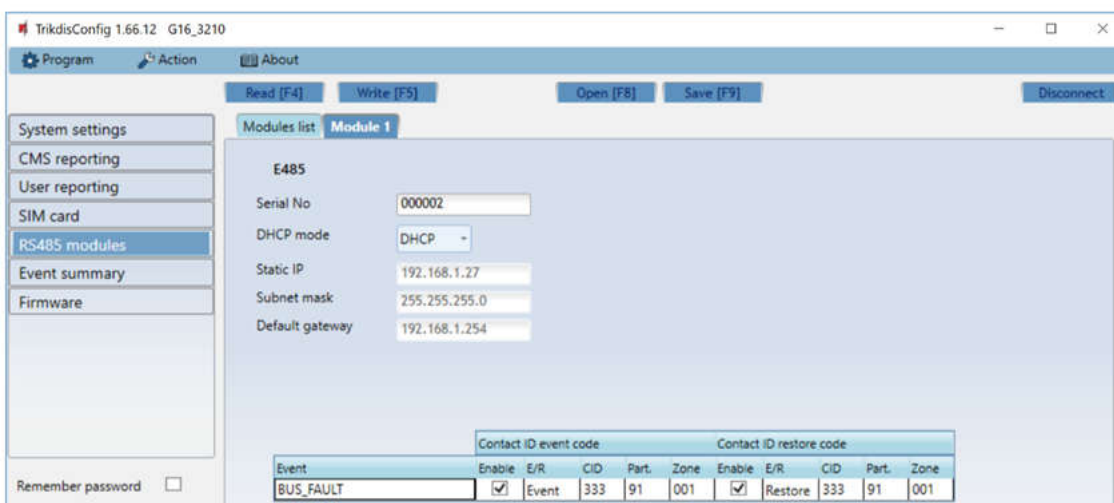 TrikdisConfig 1.66.12 G16_3210
Program Action About
Read [F4] Write [F5] Open [F8] Save [F9] Disconnect
Modules list Module 1
System settings
CMS reporting
User reporting
SIM card
RS485 modules
Event summary
Firmware
Remember password
E485
Serial No 000002
DHCP mode DHCP
Static IP 192.168.1.27
Subnet mask 255.255.255.0
Default gateway 192.168.1.254
Contact ID event code Contact ID restore code
Event Enable E/R CID Part. Zone Enable E/R CID Part. Zone
BUS_FAULT Event 333 91 001 Restore 333 91 001